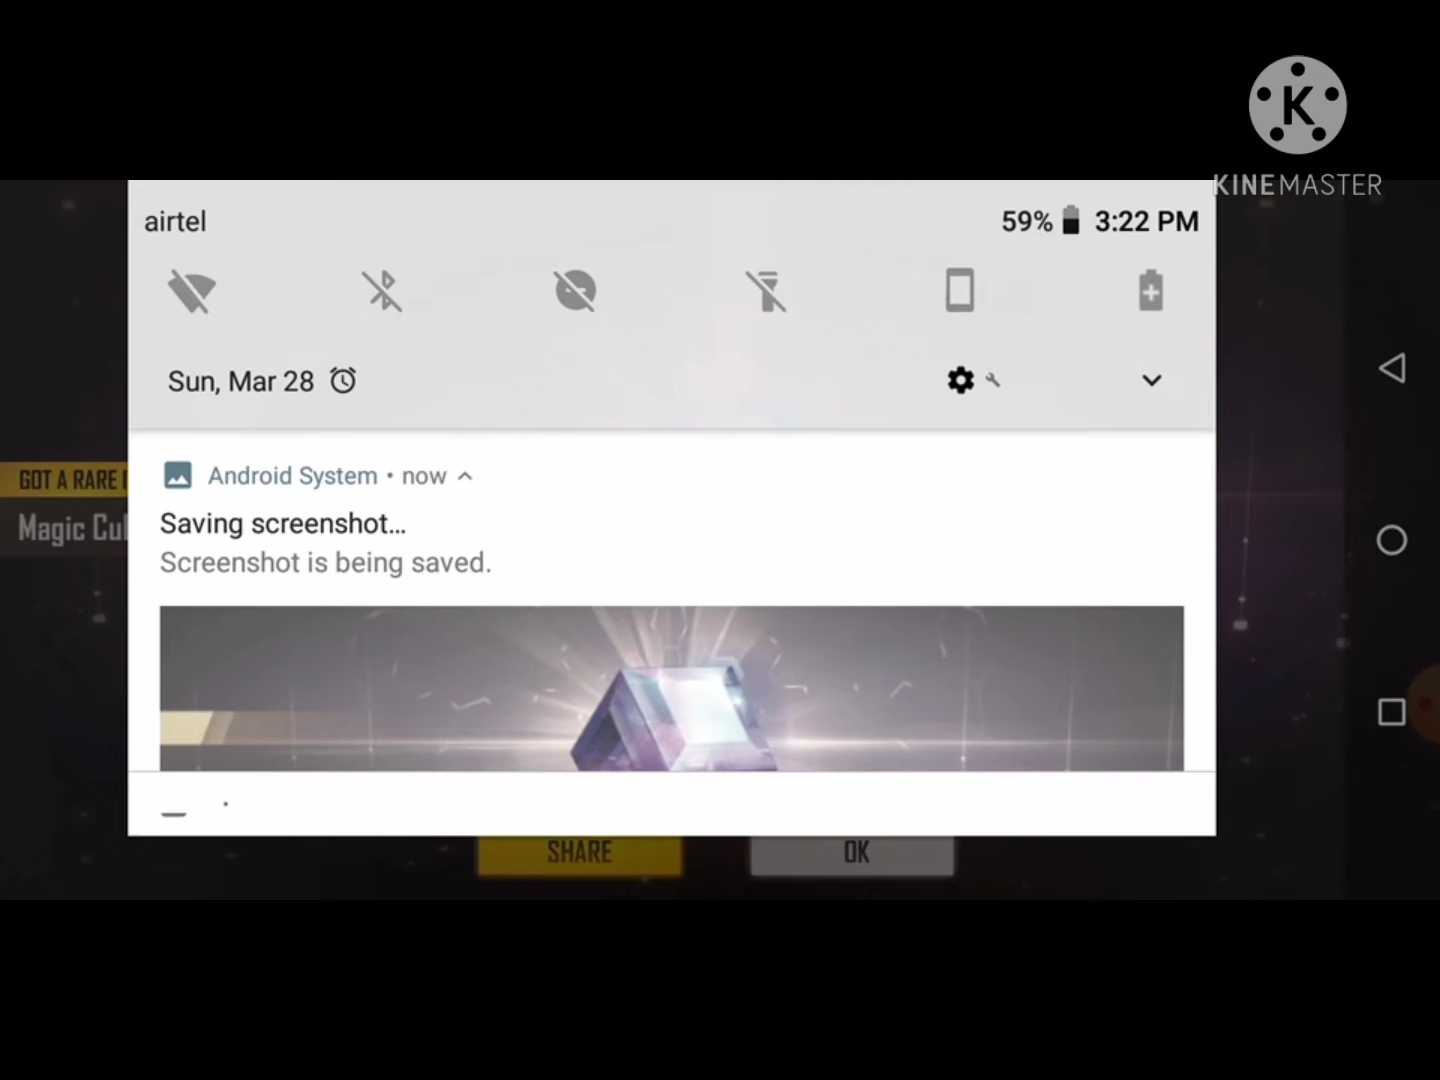 K
KINEMASTER
airtel
59% 3:22 PM
Sun, Mar 28
Android System • now
Saving screenshot...
Screenshot is being saved.
GOT A RARE
Magic Cu
SHARE
OK